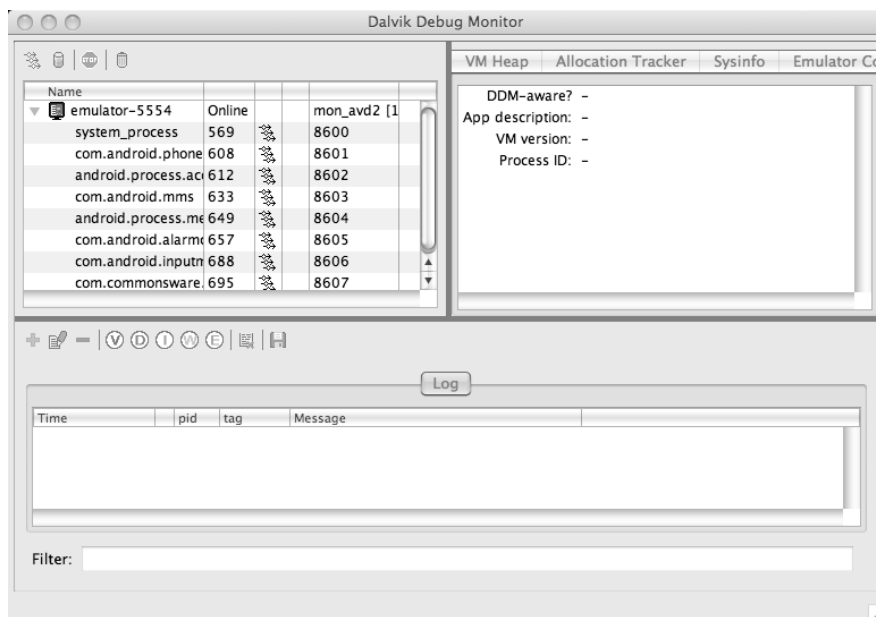 Dalvik Debug Monitor
VM Heap Allocation Tracker Sysinfo Emulator Co
Name
emulator-5554 Online mon_avd2 [1
system_process 569 8600
com.android.phone 608 8601
android.process.ac 612 8602
com.android.mms 633 8603
android.process.me 649 8604
com.android.alarmc 657 8605
com.android.inputm 688 8606
com.commonsware. 695 8607
DDM-aware? –
App description: –
VM version: –
Process ID: –
V D I W E
Log
Time pid tag Message
Filter: